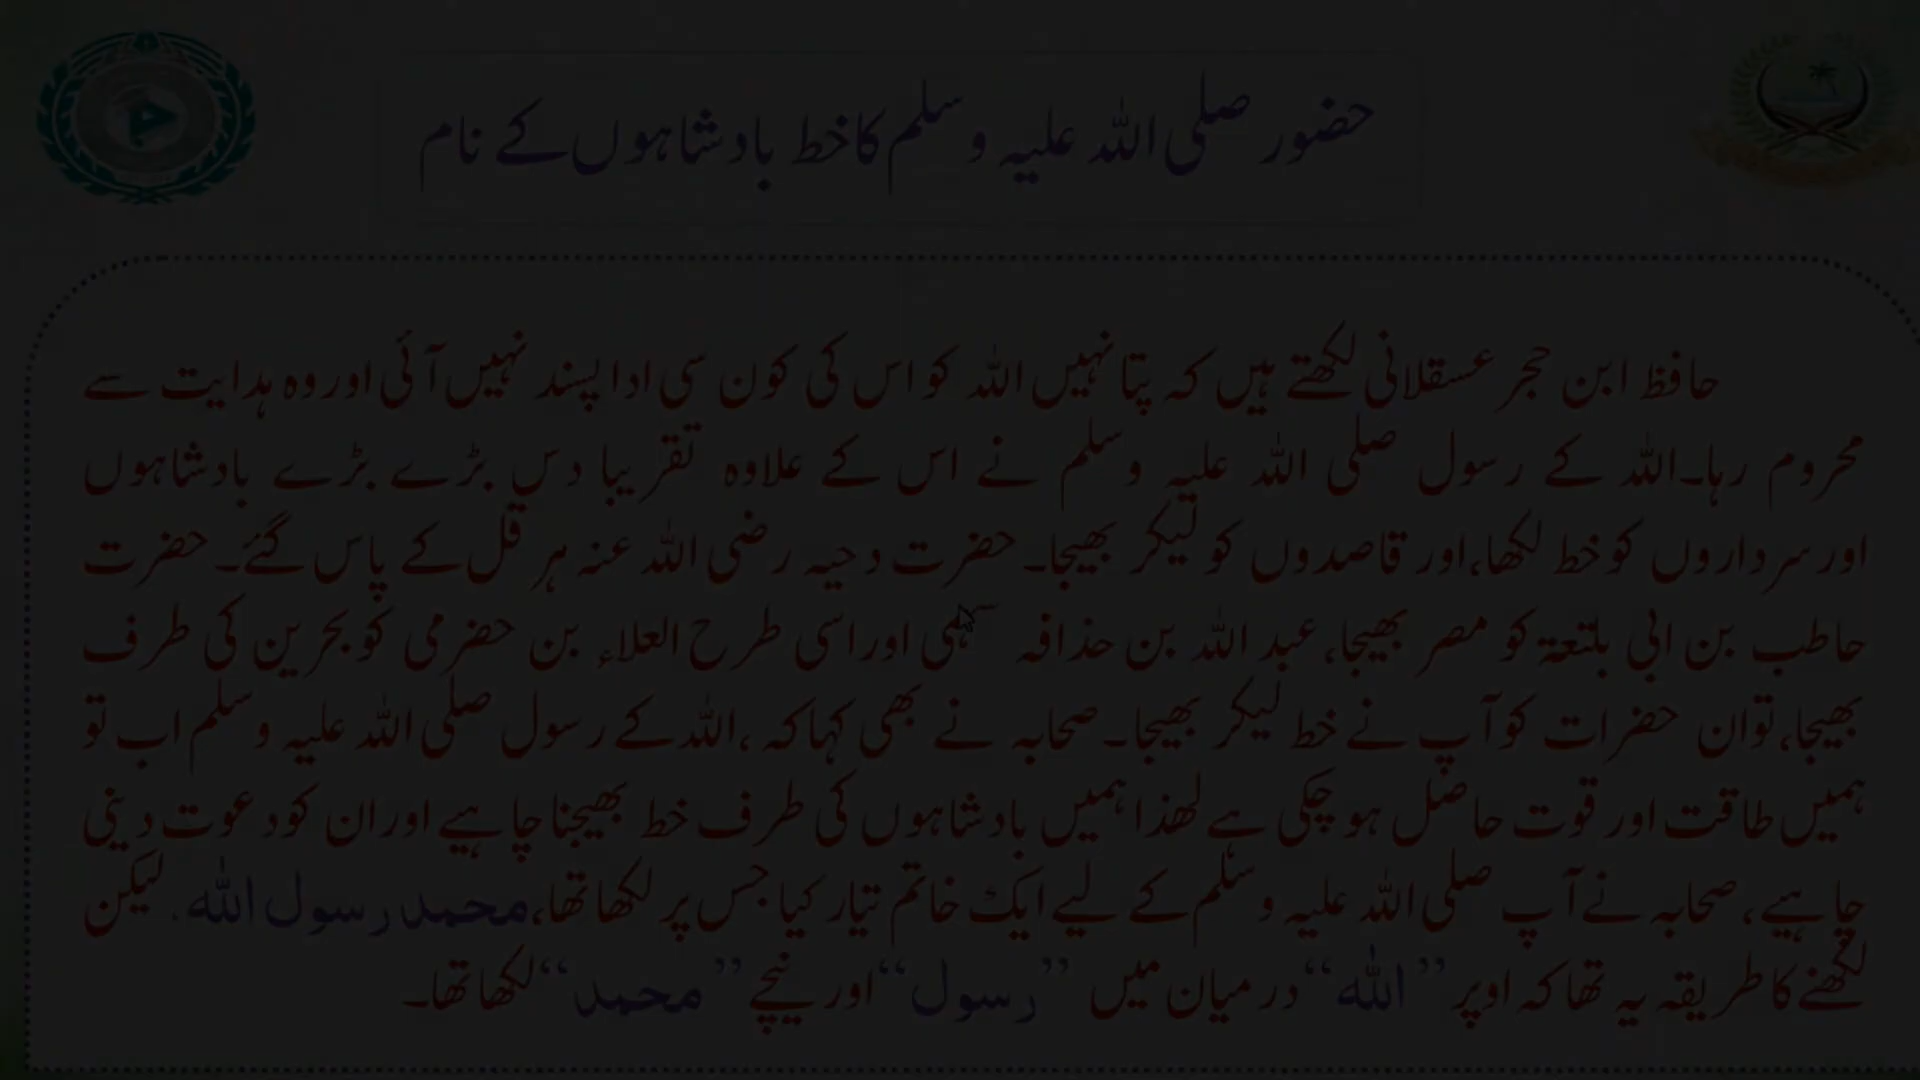 حضور صلی اللہ علیہ وسلم کا خط بادشاہوں کے نام
حافظ ابن حجر عسقلانی لکھتے ہیں کہ پتا نہیں اللہ کو اس کی کون سی ادا پسند نہیں آئی اور وہ ہدایت سے
محروم رہا۔ اللہ کے رسول صلی اللہ علیہ وسلم نے اس کے علاوہ تقریبا دس بڑے بڑے بادشاہوں
اور سرداروں کو خط لکھا، اور قاصدوں کو لیکر بھیجا۔ حضرت دحیہ رضی اللہ عنہ ہرقل کے پاس گئے۔ حضرت
حاطب بن ابی بلتعۃ کو مصر بھیجا، عبد اللہ بن حذافہ سہمی اور اسی طرح العلاء بن حضرمی کو بحرین کی طرف
بھیجا، تو ان حضرات کو آپ نے خط لیکر بھیجا۔ صحابہ نے بھی کہا کہ، اللہ کے رسول صلی اللہ علیہ وسلم اب تو
ہمیں طاقت اور قوت حاصل ہو چکی ہے لھذا ہمیں بادشاہوں کی طرف خط بھیجنا چاہیے اور ان کو دعوت دینی
چاہیے، صحابہ نے آپ صلی اللہ علیہ وسلم کے لیے ایک خاتم تیار کیا جس پر لکھا تھا، محمد رسول اللہ. لیکن
لکھنے کا طریقہ یہ تھا کہ اوپر ”اللہ“ درمیان میں ”رسول“ اور نیچے ”محمد“ لکھا تھا۔